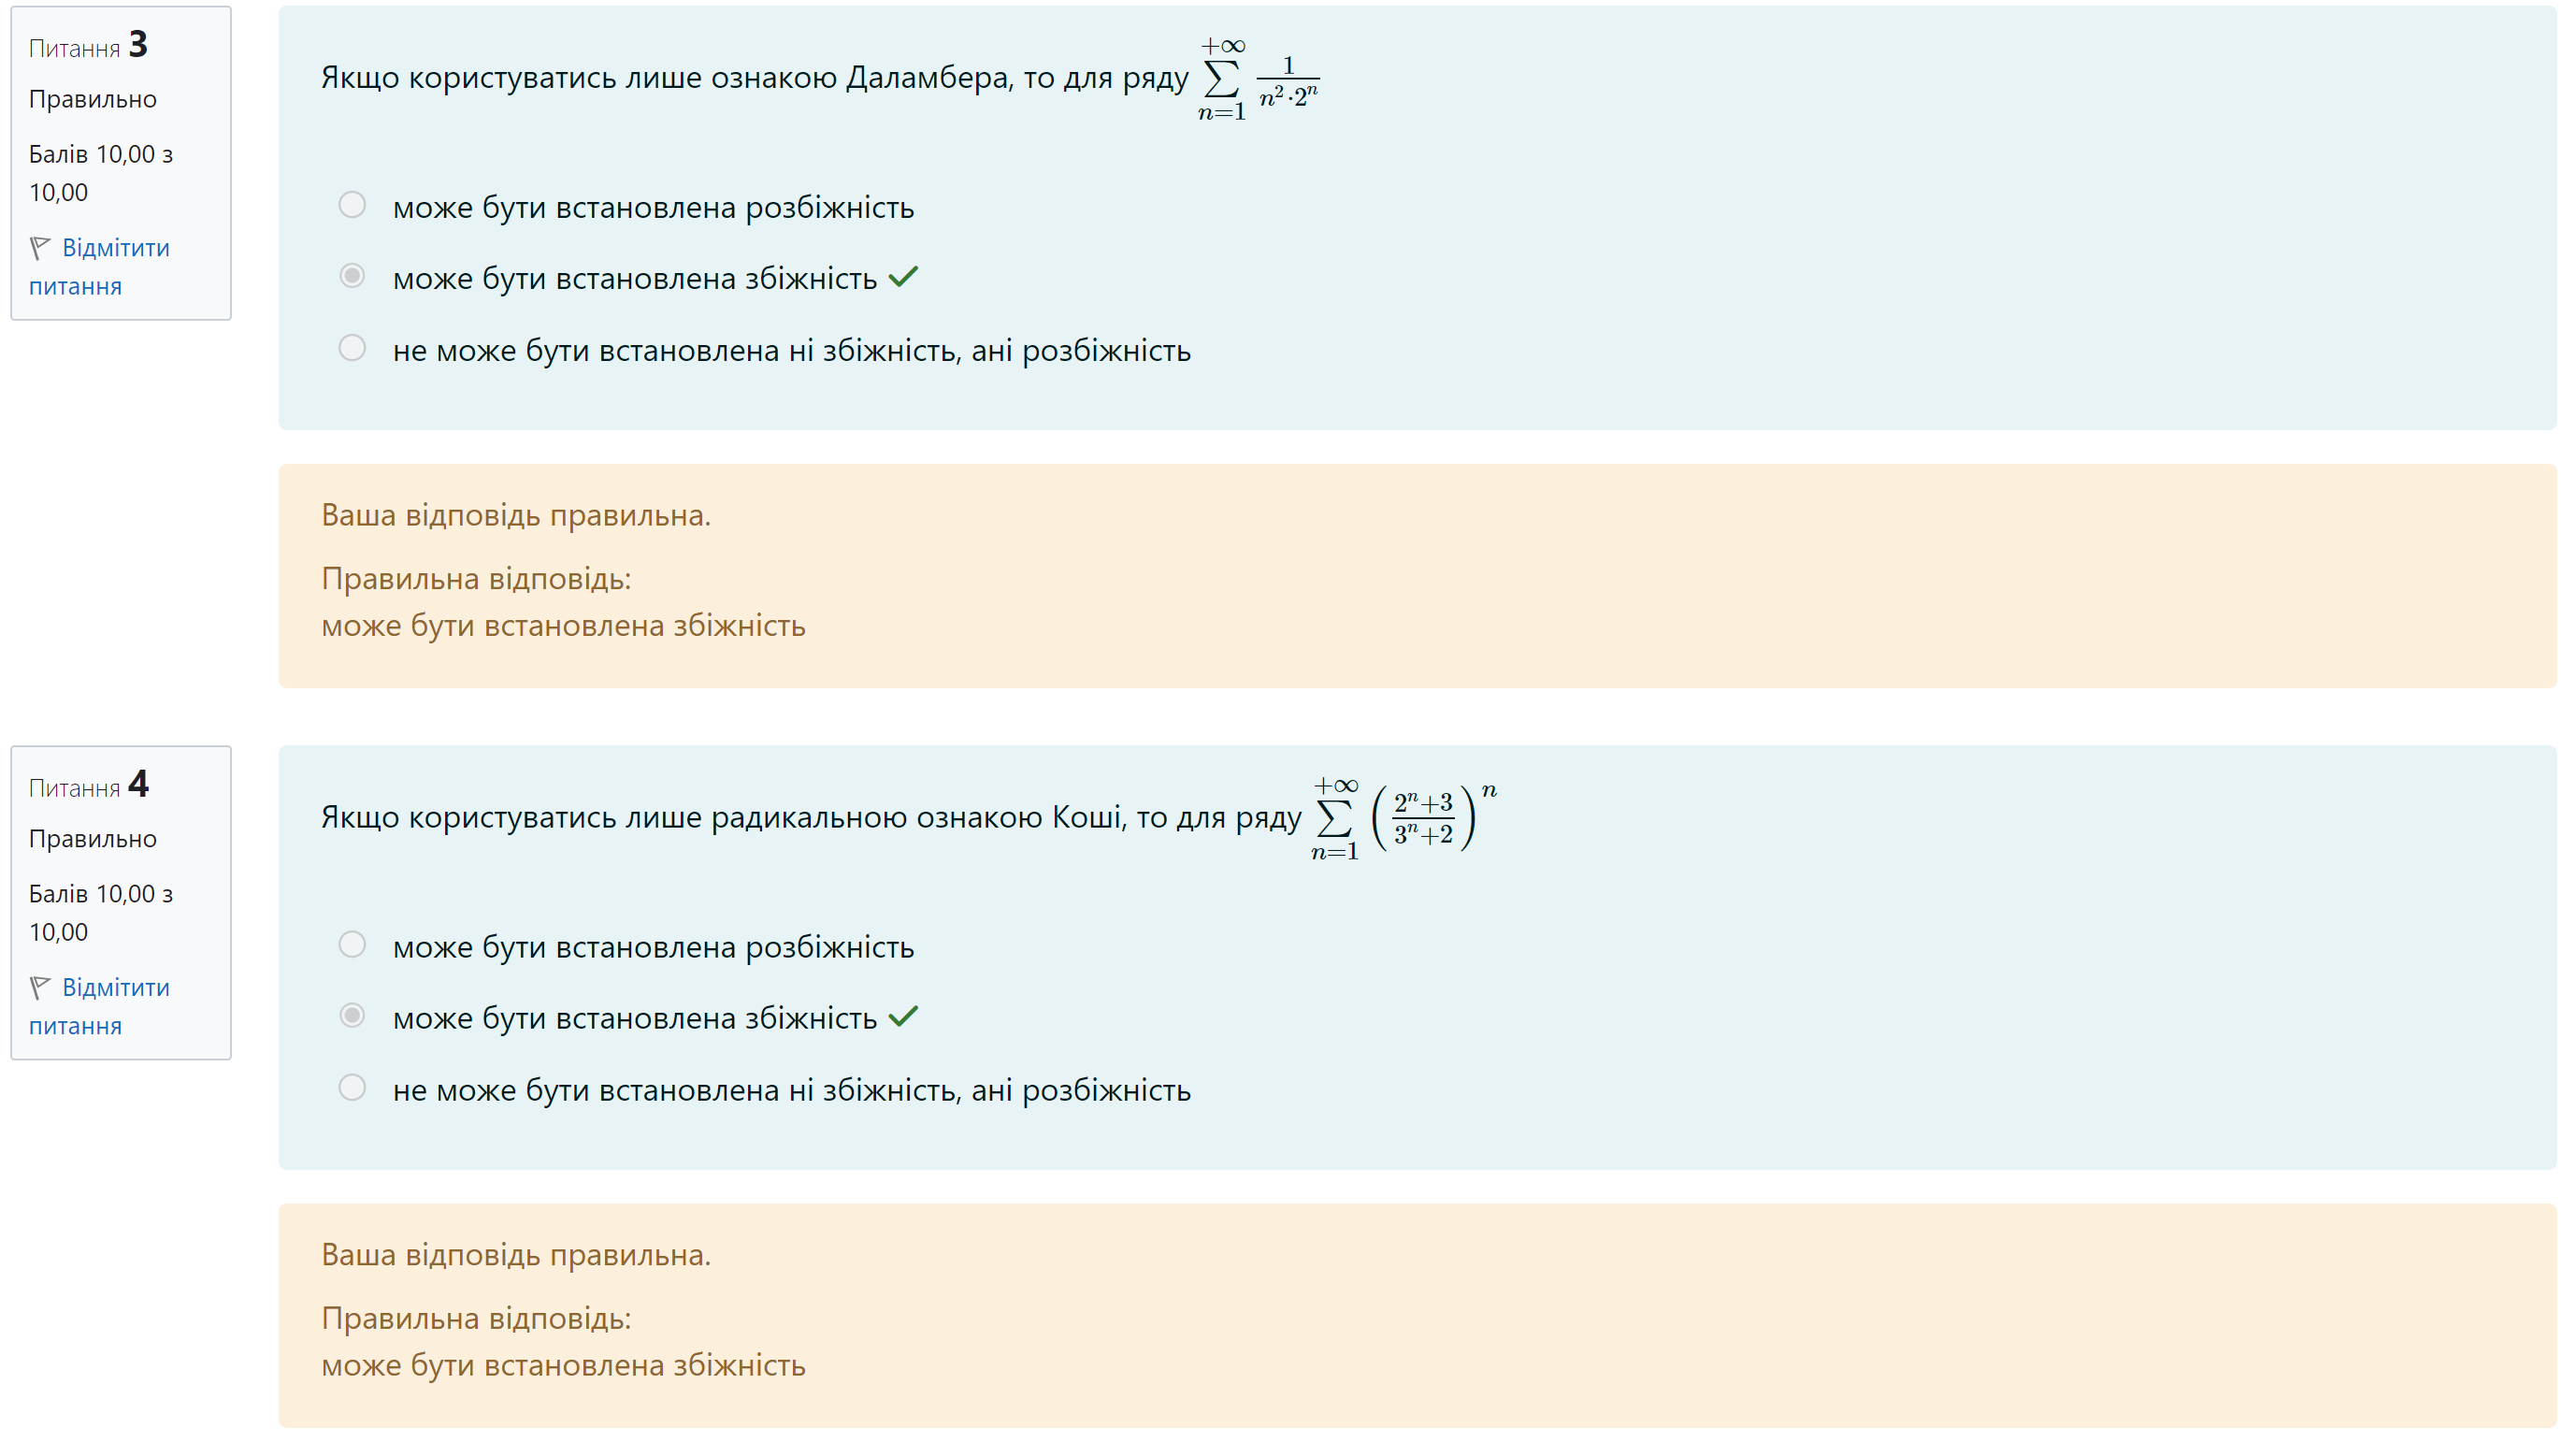 Питання 3
Правильно
Балів 10,00 з
10,00
Відмітити
питання
Якщо користуватись лише ознакою Даламбера, то для ряду $\sum\limits_{n=1}^{+\infty} \frac{1}{n^2 \cdot 2^n}$
може бути встановлена розбіжність
може бути встановлена збіжність
не може бути встановлена ні збіжність, ані розбіжність
Ваша відповідь правильна.
Правильна відповідь:
може бути встановлена збіжність
Питання 4
Правильно
Балів 10,00 з
10,00
Відмітити
питання
Якщо користуватись лише радикальною ознакою Коші, то для ряду $\sum\limits_{n=1}^{+\infty} \left(\frac{2^n+3}{3^n+2}\right)^n$
може бути встановлена розбіжність
може бути встановлена збіжність
не може бути встановлена ні збіжність, ані розбіжність
Ваша відповідь правильна.
Правильна відповідь:
може бути встановлена збіжність